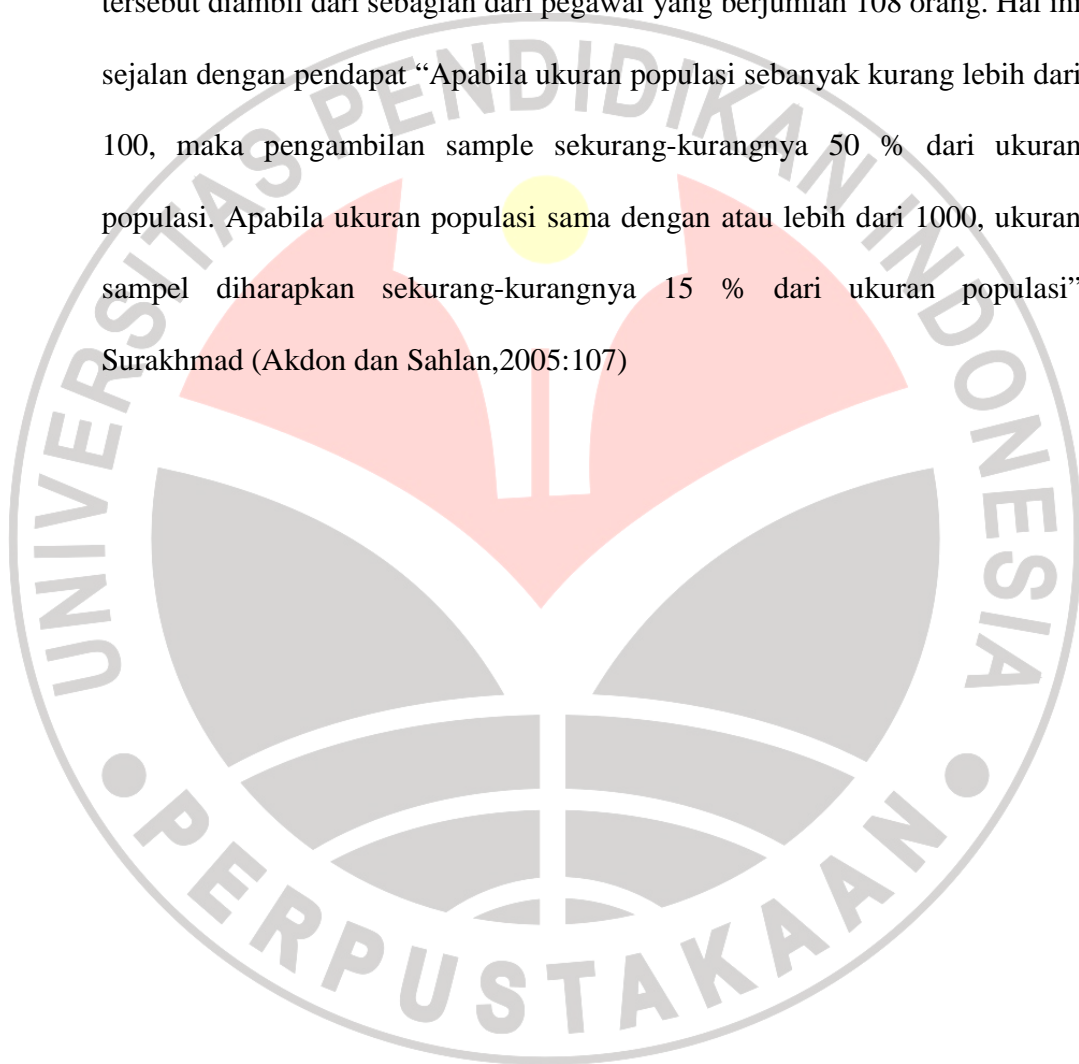 tersebut diambil dari sebagian dari pegawai yang berjumlah 108 orang. Hal ini
sejalan dengan pendapat “Apabila ukuran populasi sebanyak kurang lebih dari
100, maka pengambilan sample sekurang-kurangnya 50 % dari ukuran
populasi. Apabila ukuran populasi sama dengan atau lebih dari 1000, ukuran
sampel diharapkan sekurang-kurangnya 15 % dari ukuran populasi”
Surakhmad (Akdon dan Sahlan,2005:107)
UNIVERSITAS PENDIDIKAN INDONESIA
PERPUSTAKAAN